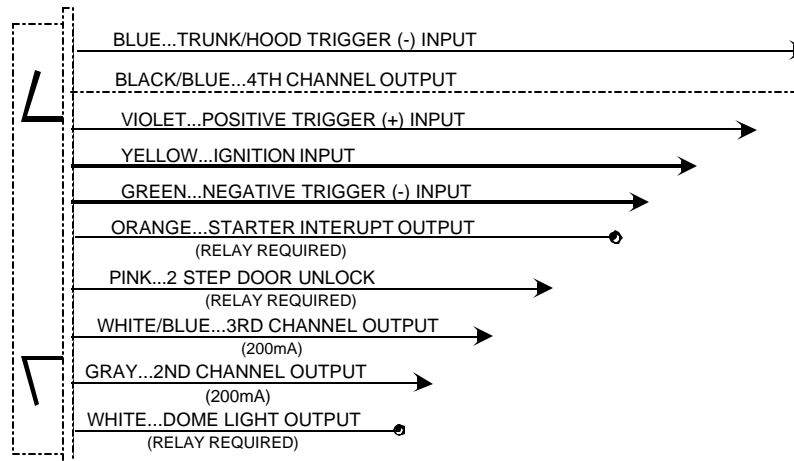 BLUE...TRUNK/HOOD TRIGGER (-) INPUT
BLACK/BLUE...4TH CHANNEL OUTPUT
VIOLET...POSITIVE TRIGGER (+) INPUT
YELLOW...IGNITION INPUT
GREEN...NEGATIVE TRIGGER (-) INPUT
ORANGE...STARTER INTERUPT OUTPUT
(RELAY REQUIRED)
PINK...2 STEP DOOR UNLOCK
(RELAY REQUIRED)
WHITE/BLUE...3RD CHANNEL OUTPUT
(200mA)
GRAY...2ND CHANNEL OUTPUT
(200mA)
WHITE...DOME LIGHT OUTPUT
(RELAY REQUIRED)